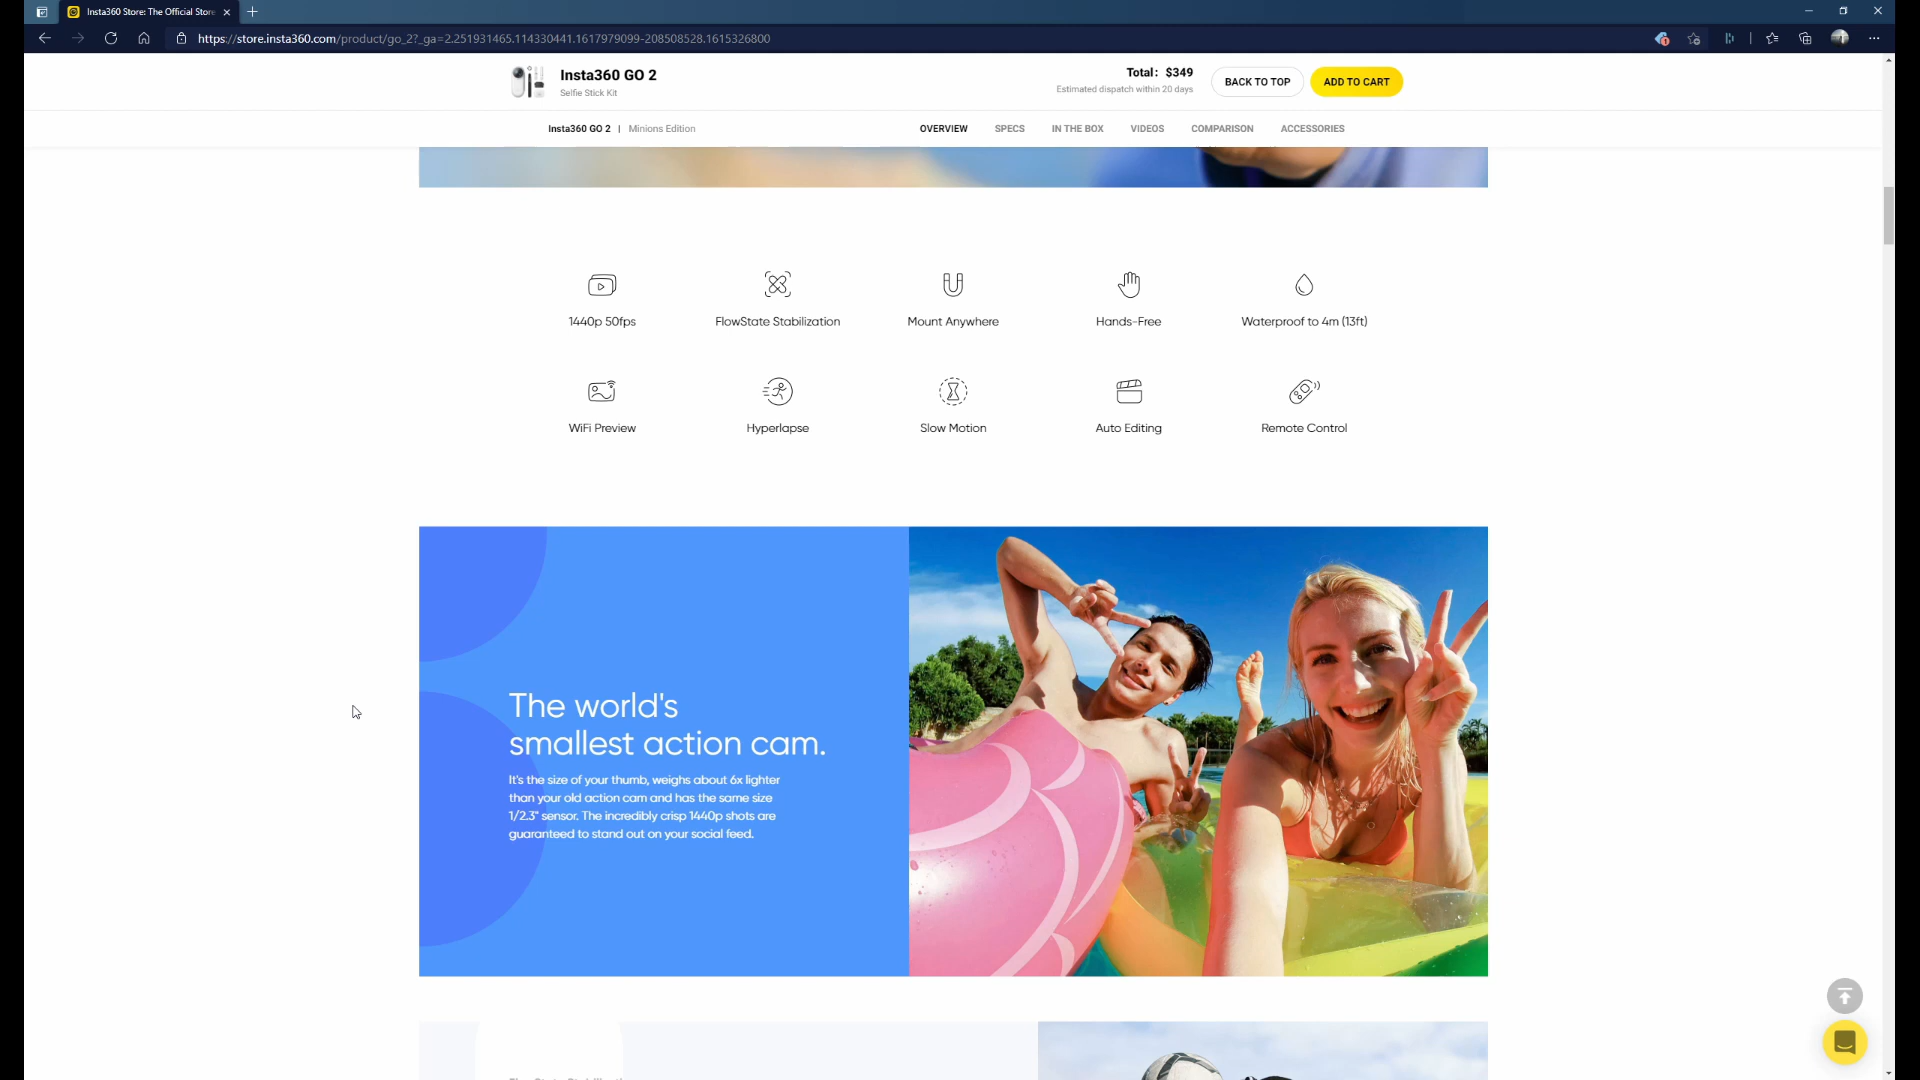 Insta360 Store: The Official Store
https://store.insta360.com/product/go_2?_ga=2.251931465.114330441.1617979099-208508528.1615326800
Insta360 GO 2
Selfie Stick Kit
Total: $349
Estimated dispatch within 20 days
BACK TO TOP
ADD TO CART
Insta360 GO 2 | Minions Edition
OVERVIEW SPECS IN THE BOX VIDEOS COMPARISON ACCESSORIES
1440p 50fps
FlowState Stabilization
Mount Anywhere
Hands-Free
Waterproof to 4m (13ft)
WiFi Preview
Hyperlapse
Slow Motion
Auto Editing
Remote Control
The world's
smallest action cam.
It's the size of your thumb, weighs about 6x lighter
than your old action cam and has the same size
1/2.3" sensor. The incredibly crisp 1440p shots are
guaranteed to stand out on your social feed.